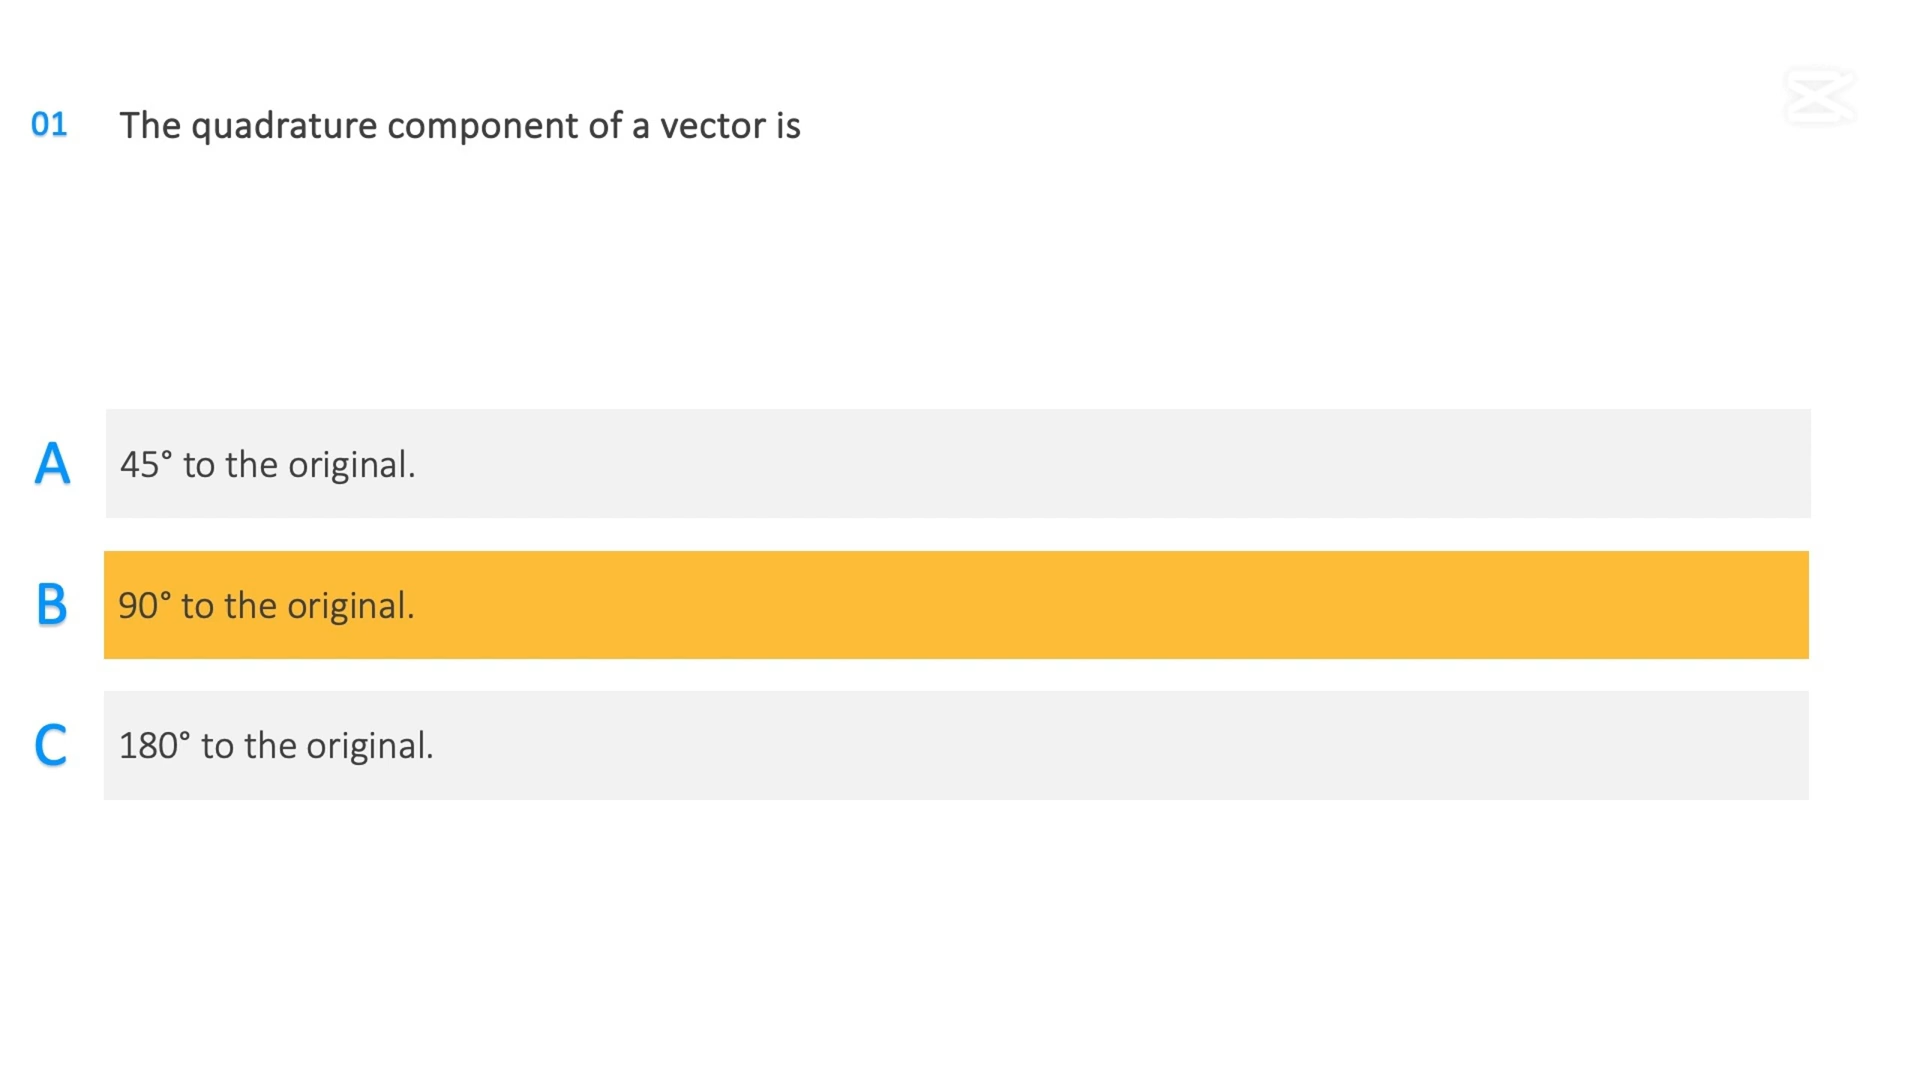 01 The quadrature component of a vector is
A 45° to the original.
B 90° to the original.
C 180° to the original.